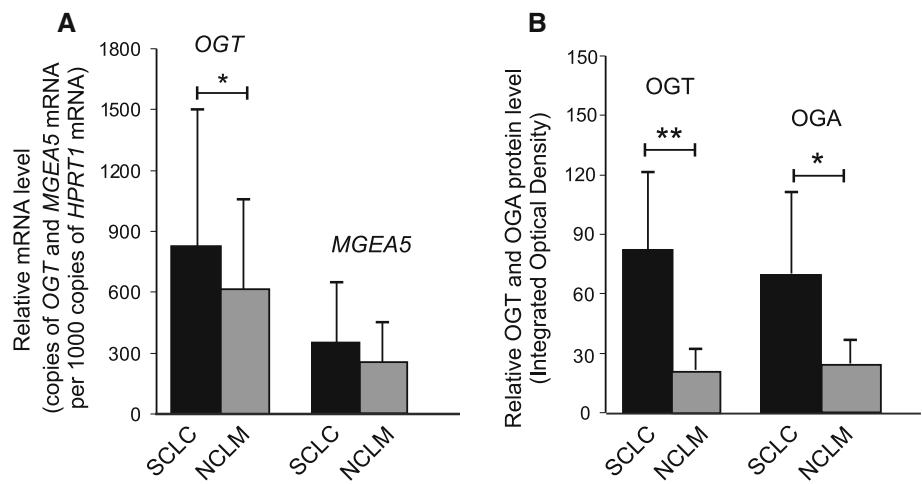 A
OGT
*
MGEA5
Relative mRNA level
(copies of OGT and MGEA5 mRNA
per 1000 copies of HPRT1 mRNA)
1800
1500
1200
900
600
300
0
SCLC
NCLM
SCLC
NCLM
B
OGT
**
OGA
*
Relative OGT and OGA protein level
(Integrated Optical Density)
150
150
120
90
60
30
0
SCLC
NCLM
SCLC
NCLM